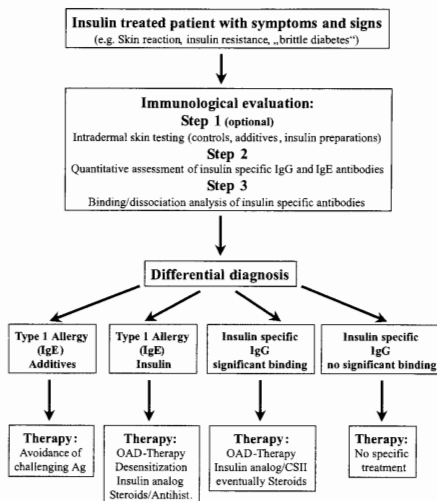 Insulin treated patient with symptoms and signs
(e.g. Skin reaction, insulin resistance, „brittle diabetes“)
Immunological evaluation:
Step 1 (optional)
Intradermal skin testing (controls, additives, insulin preparations)
Step 2
Quantitative assessment of insulin specific IgG and IgE antibodies
Step 3
Binding/dissociation analysis of insulin specific antibodies
Differential diagnosis
Type 1 Allergy
(IgE)
Additives
Type 1 Allergy
(IgE)
Insulin
Insulin specific
IgG
significant binding
Insulin specific
IgG
no significant binding
Therapy:
Avoidance of
challenging Ag
Therapy:
OAD-Therapy
Desensitization
Insulin analog
Steroids/Antihist.
Therapy:
OAD-Therapy
Insulin analog/CSII
eventually Steroids
Therapy:
No specific
treatment